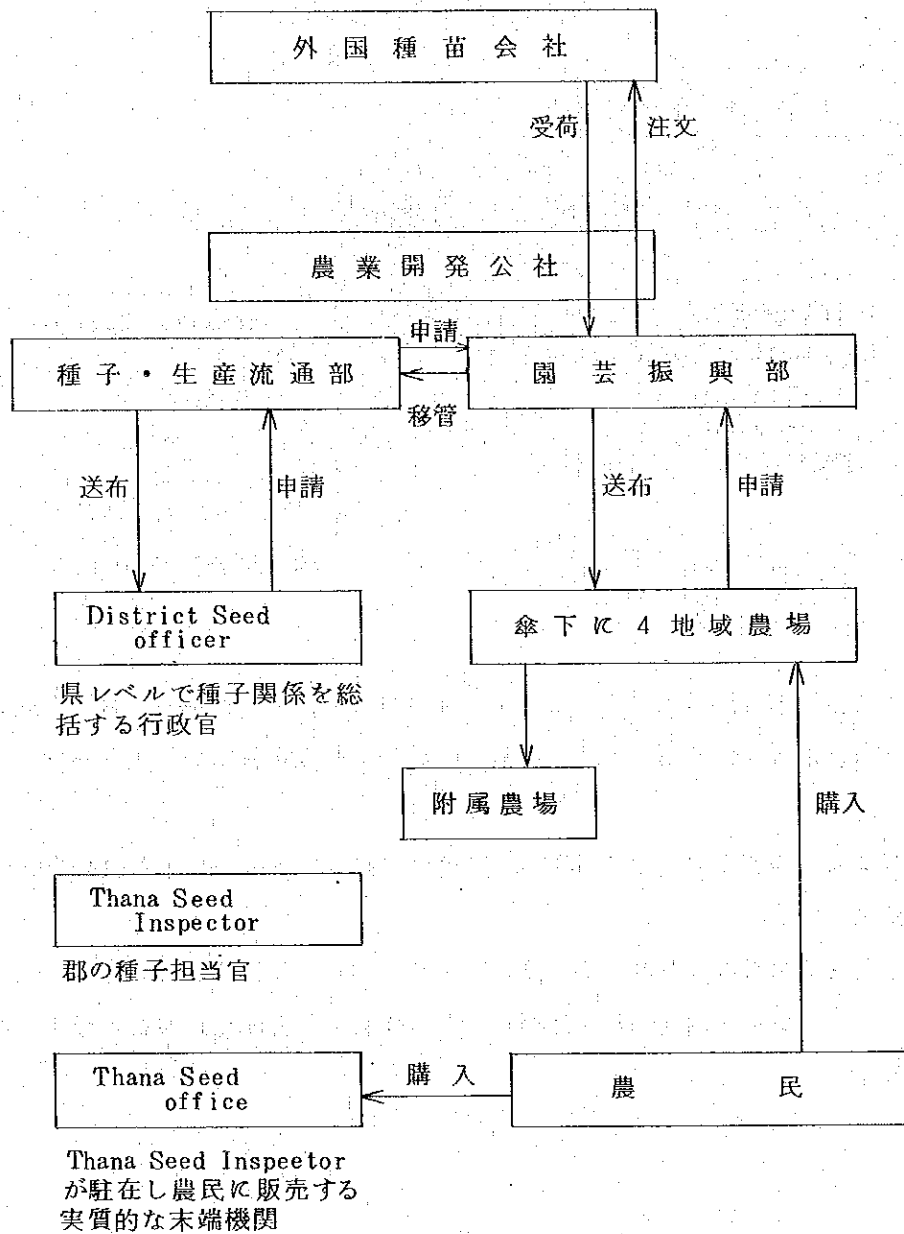 外国種苗会社
受荷
注文
農業開発公社
申請
種子・生産流通部
園芸振興部
移管
送布
申請
送布
申請
District Seed
officer
傘下に4地域農場
県レベルで種子関係を総
括する行政官
附属農場
購入
Thana Seed
Inspector
郡の種子担当官
Thana Seed
office
購入
農民
Thana Seed Inspeetor
が駐在し農民に販売する
実質的な末端機関